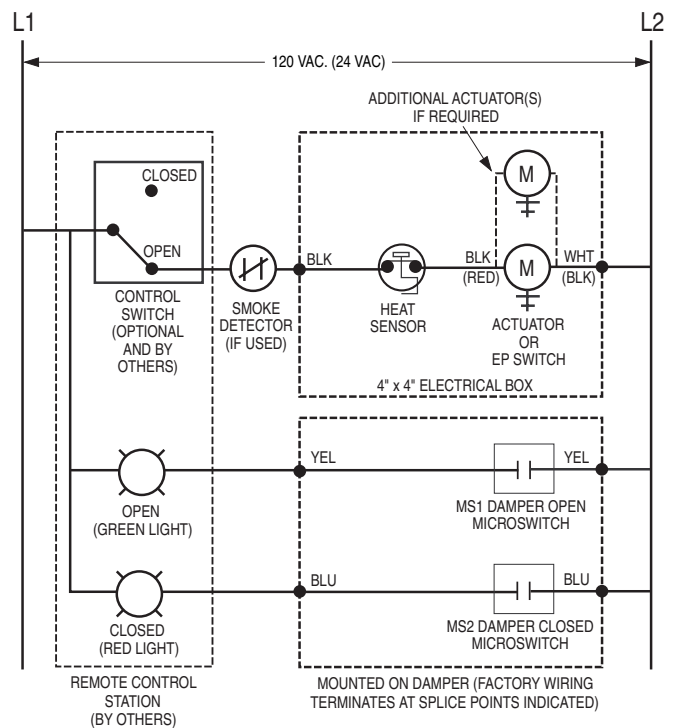 L1
L2
120 VAC. (24 VAC)
ADDITIONAL ACTUATOR(S)
IF REQUIRED
CLOSED
M
OPEN
BLK
BLK
(RED)
M
WHT
(BLK)
CONTROL
SWITCH
(OPTIONAL
AND BY
OTHERS)
SMOKE
DETECTOR
(IF USED)
HEAT
SENSOR
ACTUATOR
OR
EP SWITCH
4" x 4" ELECTRICAL BOX
YEL
YEL
OPEN
(GREEN LIGHT)
MS1 DAMPER OPEN
MICROSWITCH
BLU
BLU
CLOSED
(RED LIGHT)
MS2 DAMPER CLOSED
MICROSWITCH
REMOTE CONTROL
STATION
(BY OTHERS)
MOUNTED ON DAMPER (FACTORY WIRING
TERMINATES AT SPLICE POINTS INDICATED)